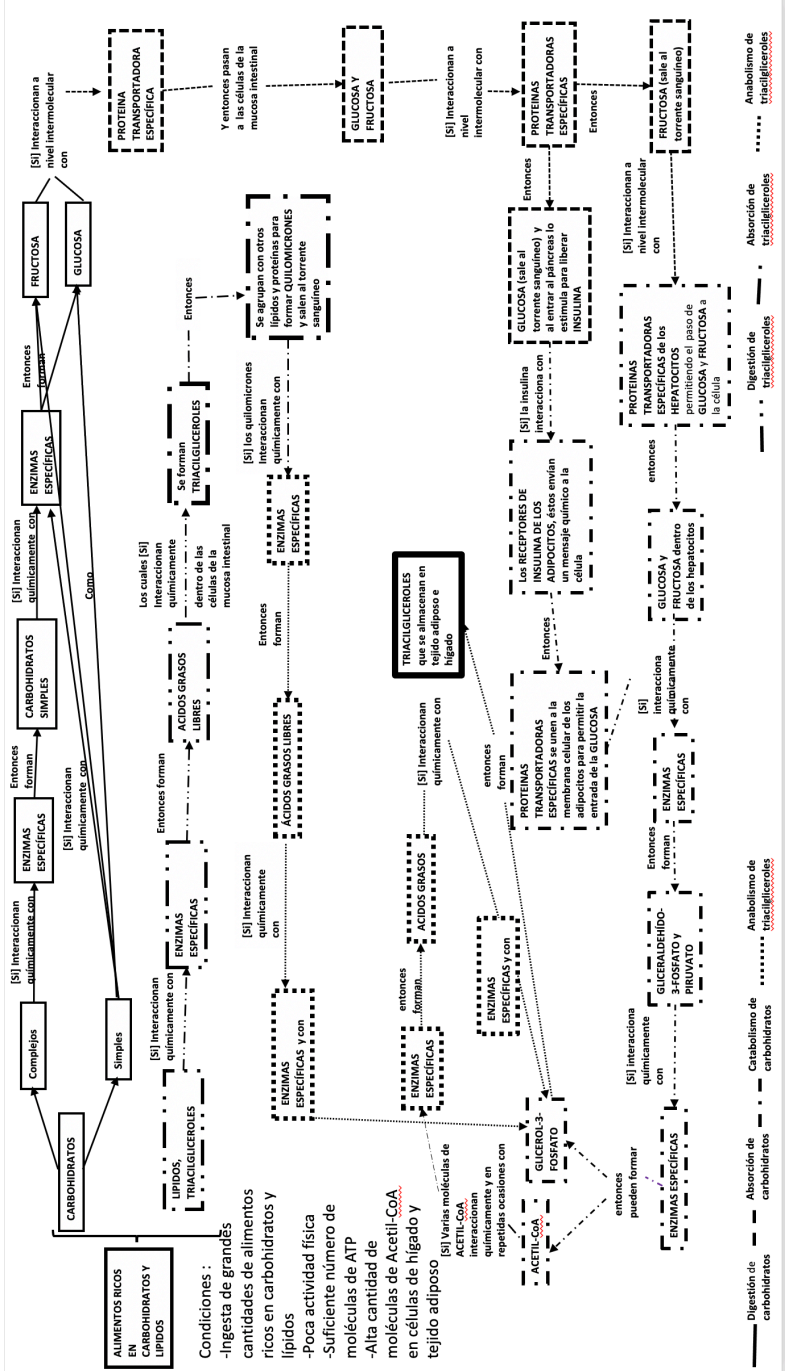 ALIMENTOS RICOS
EN
CARBOHIDRATOS Y
LIPIDOS
Condiciones :
-Ingesta de grandes
cantidades de alimentos
ricos en carbohidratos y
lípidos
-Poca actividad física
-Suficiente número de
moléculas de ATP
-Alta cantidad de
moléculas de Acetil-CoA
en células de hígado y
tejido adiposo
CARBOHIDRATOS
Complejos
Simples
[Si] Interaccionan
químicamente con
ENZIMAS
ESPECÍFICAS
Entonces
forman
CARBOHIDRATOS
SIMPLES
[Si] Interaccionan
químicamente con
ENZIMAS
ESPECÍFICAS
Entonces
forman
FRUCTOSA
GLUCOSA
[Si] Interaccionan
químicamente con
Como
[Si] Interaccionan a
nivel intermolecular
con
PROTEINA
TRANSPORTADORA
ESPECÍFICA
Y entonces pasan
a las células de la
mucosa intestinal
GLUCOSA Y
FRUCTOSA
[Si] Interaccionan a
nivel
intermolecular con
PROTEINAS
TRANSPORTADORAS
ESPECÍFICAS
Entonces
FRUCTOSA (sale al
torrente sanguíneo)
LIPIDOS,
TRIACILGLICEROLES
[Si] Interaccionan
químicamente con
ENZIMAS
ESPECÍFICAS
Entonces forman
ACIDOS GRASOS
LIBRES
Los cuales [Si]
Interaccionan
químicamente
dentro de las
células de la
mucosa intestinal
Se forman
TRIACILGLICEROLES
Entonces
Se agrupan con otros
lípidos y proteínas para
formar QUILOMICRONES
y salen al torrente
sanguíneo
[Si] los quilomicrones
Interaccionan
químicamente con
ENZIMAS
ESPECÍFICAS
Entonces
forman
ÁCIDOS GRASOS LIBRES
[Si] Interaccionan
químicamente
con
ENZIMAS
ESPECÍFICAS y con
Entonces
GLUCOSA (sale al
torrente sanguíneo) y
al entrar al páncreas lo
estimula para liberar
INSULINA
[Si] la insulina
interacciona con
Los RECEPTORES DE
INSULINA DE LOS
ADIPOCITOS, éstos envían
un mensaje químico a la
célula
Entonces
PROTEINAS
TRANSPORTADORAS
ESPECÍFICAS se unen a la
membrana celular de los
adipocitos para permitir la
entrada de la GLUCOSA
[Si] Interaccionan a
nivel intermolecular
con
PROTEINAS
TRANSPORTADORAS
ESPECÍFICAS de los
HEPATOCITOS
permitiendo el paso de
GLUCOSA y FRUCTOSA a
la célula
entonces
GLUCOSA y
FRUCTOSA dentro
de los hepatocitos
[Si]
interacciona
químicamente
con
ENZIMAS
ESPECÍFICAS
Entonces
forman
GLICERALDEHÍDO-
3-FOSFATO y
PIRUVATO
[Si] interacciona
químicamente
con
ENZIMAS ESPECÍFICAS
entonces
pueden formar
ACETIL-CoA
GLICEROL-3-
FOSFATO
[Si] Varias moléculas de
ACETIL-CoA
interaccionan
químicamente y en
repetidas ocasiones con
ENZIMAS
ESPECÍFICAS
entonces
forman
ACIDOS GRASOS
[Si] Interaccionan
químicamente con
ENZIMAS
ESPECÍFICAS y con
entonces
forman
TRIACILGLICEROLES
que se almacenan en
tejido adiposo e
hígado
Digestión de
carbohidratos
Absorción de
carbohidratos
Catabolismo de
carbohidratos
Anabolismo de
triacilgliceroles
Digestión de
triacilgliceroles
Absorción de
triacilgliceroles
Anabolismo de
triacilgliceroles